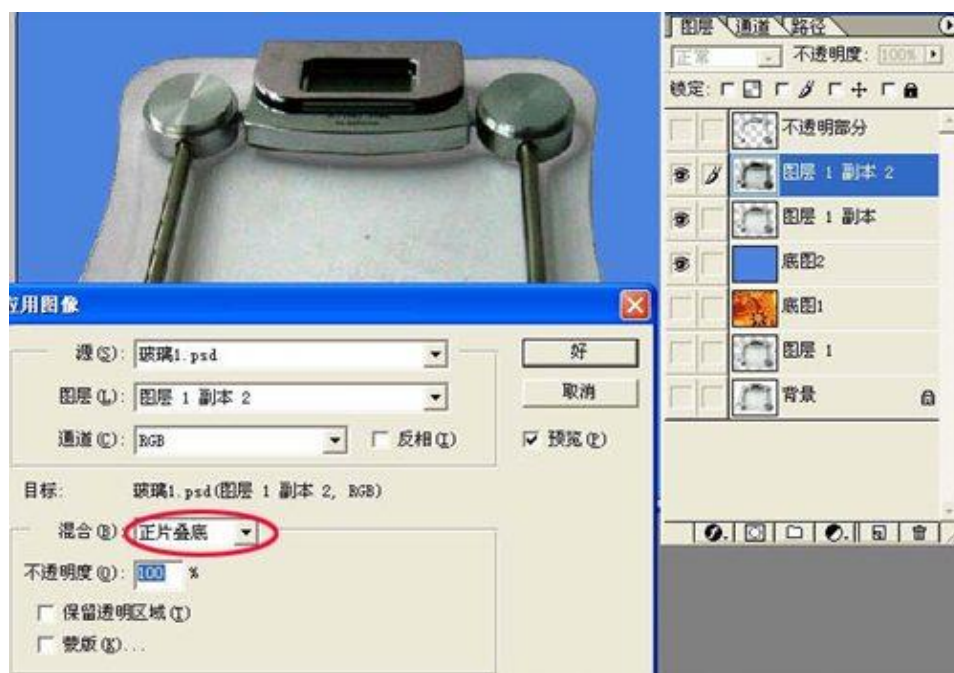 图层 通道 路径
正常 不透明度: 100%
锁定:
不透明部分
图层 1 副本 2
图层 1 副本
底图2
底图1
图层 1
背景
应用图像
源(S): 玻璃1.psd
好
图层(L): 图层 1 副本 2
取消
通道(C): RGB
反相(I)
预览(P)
目标: 玻璃1.psd(图层 1 副本 2, RGB)
混合(B): 正片叠底
不透明度(O): 100 %
保留透明区域(T)
蒙版(K)...